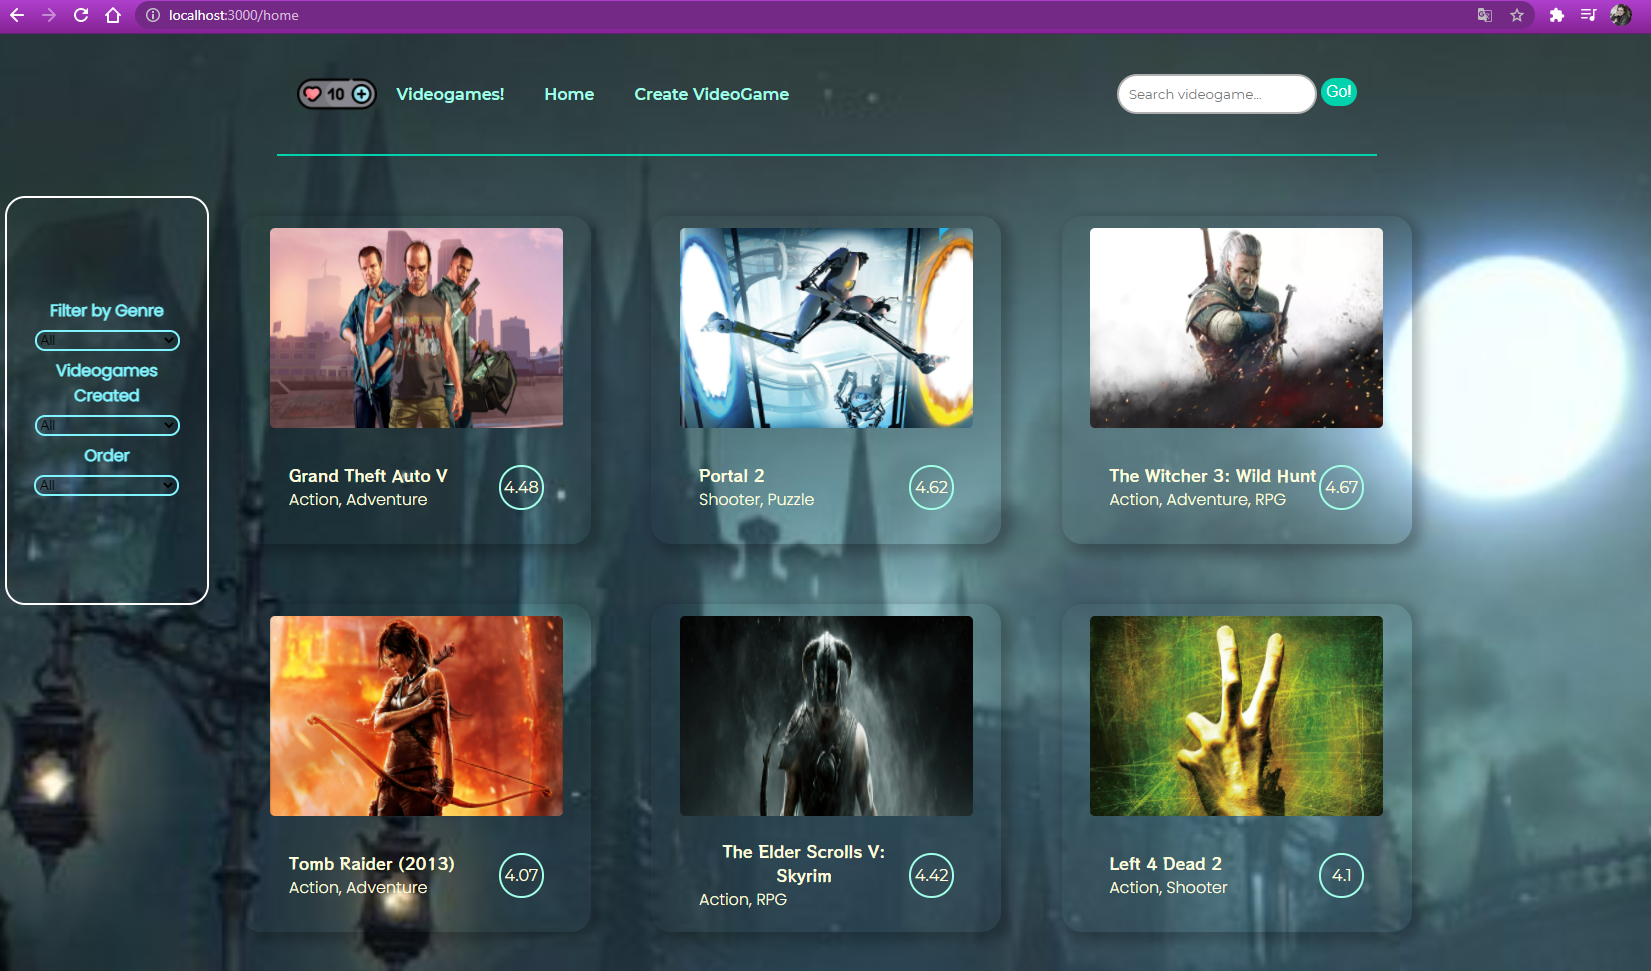 localhost:3000/home
10
Videogames!
Home
Create VideoGame
Search videogame...
Go!
Filter by Genre
All
Videogames
Created
All
Order
All
Grand Theft Auto V
Action, Adventure
4.48
Portal 2
Shooter, Puzzle
4.62
The Witcher 3: Wild Hunt
Action, Adventure, RPG
4.67
Tomb Raider (2013)
Action, Adventure
4.07
The Elder Scrolls V:
Skyrim
Action, RPG
4.42
Left 4 Dead 2
Action, Shooter
4.1